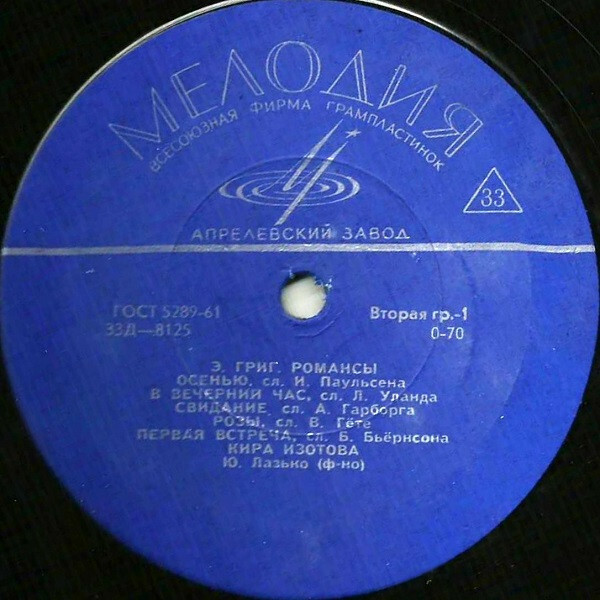 МЕЛОДИЯ
ВСЕСОЮЗНАЯ ФИРМА ГРАМПЛАСТИНОК
33
АПРЕЛЕВСКИЙ ЗАВОД
ГОСТ 5289-61
33Д—8125
Вторая гр.-1
0-70
Э. ГРИГ. РОМАНСЫ
ОСЕНЬЮ, сл. И. Паульсена
В ВЕЧЕРНИЙ ЧАС, сл. Л. Уланда
СВИДАНИЕ, сл. А. Гарборга
РОЗЫ, сл. В. Гёте
ПЕРВАЯ ВСТРЕЧА, сл. Б. Бьёрнсона
КИРА ИЗОТОВА
Ю. Лазько (ф-но)